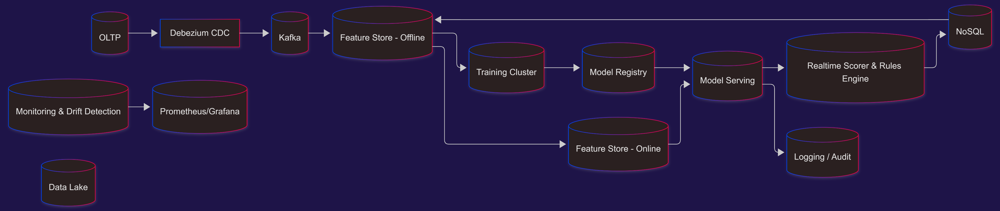 OLTP
Debezium CDC
Kafka
Feature Store - Offline
NoSQL
Training Cluster
Model Registry
Model Serving
Realtime Scorer & Rules
Engine
Monitoring & Drift Detection
Prometheus/Grafana
Feature Store - Online
Logging / Audit
Data Lake